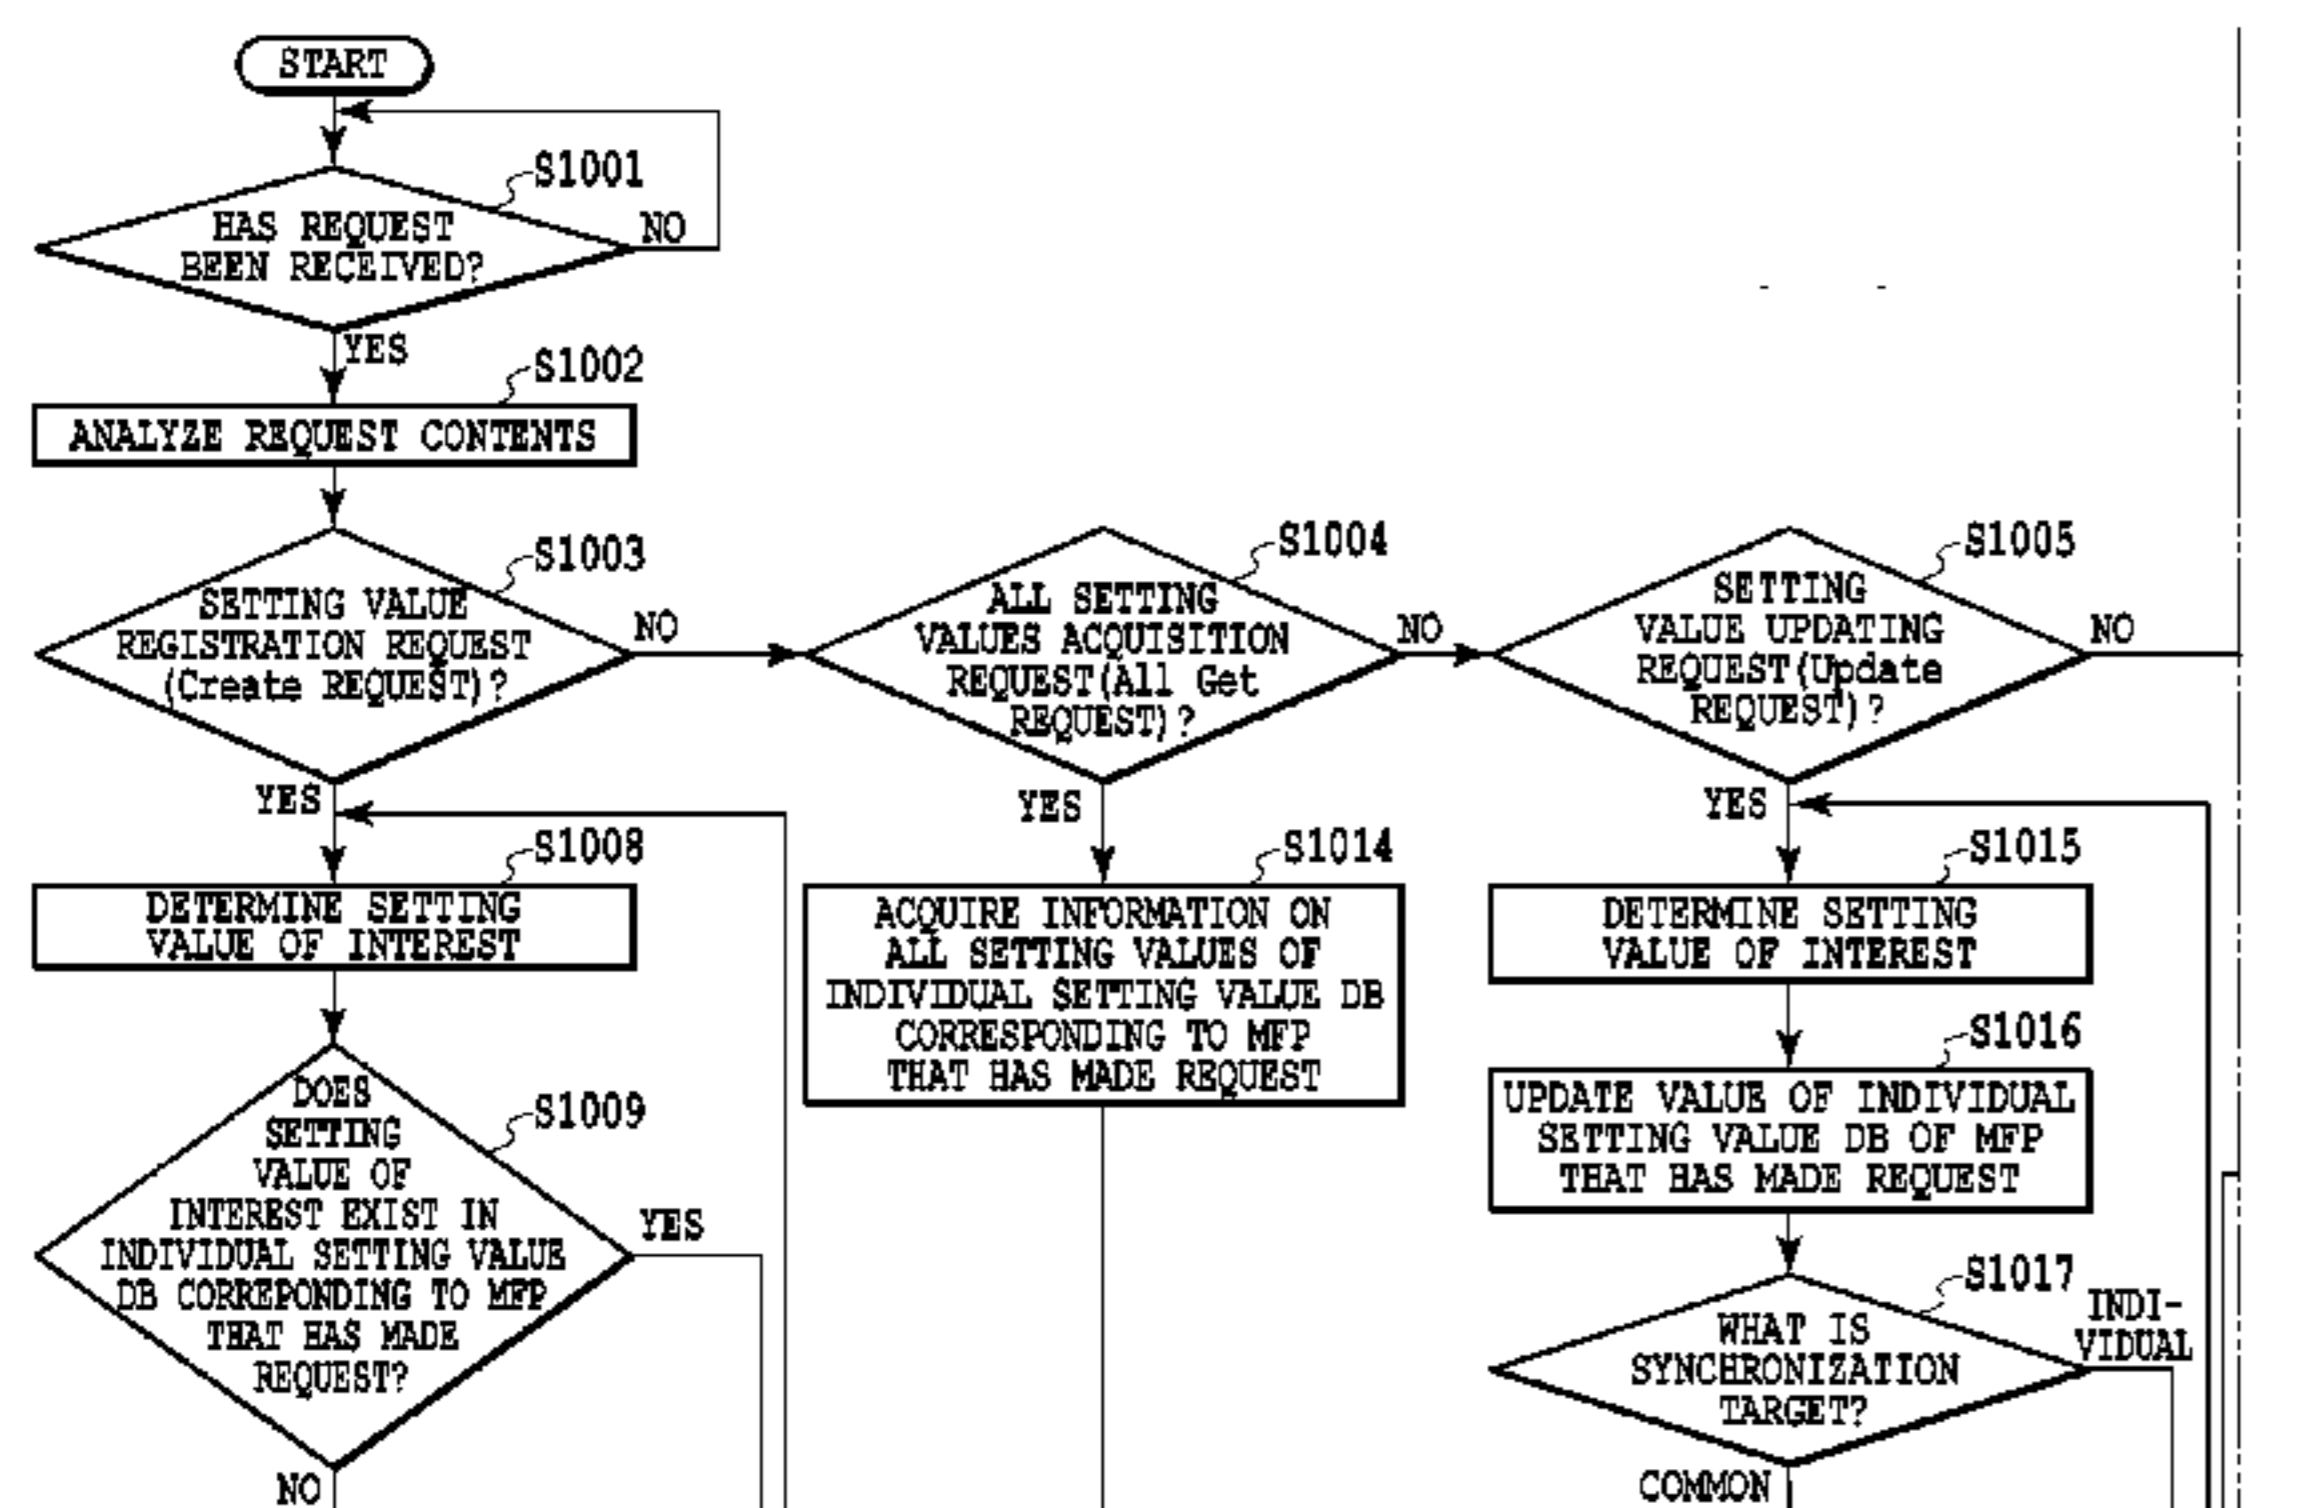 START
S1001
HAS REQUEST
BEEN RECEIVED?
NO
YES
S1002
ANALYZE REQUEST CONTENTS
S1003
SETTING VALUE
REGISTRATION REQUEST
(Create REQUEST)?
NO
YES
S1004
ALL SETTING
VALUES ACQUISITION
REQUEST(All Get
REQUEST)?
NO
YES
S1005
SETTING
VALUE UPDATING
REQUEST(Update
REQUEST)?
NO
YES
S1008
DETERMINE SETTING
VALUE OF INTEREST
S1014
ACQUIRE INFORMATION ON
ALL SETTING VALUES OF
INDIVIDUAL SETTING VALUE DB
CORRESPONDING TO MFP
THAT HAS MADE REQUEST
S1015
DETERMINE SETTING
VALUE OF INTEREST
S1016
UPDATE VALUE OF INDIVIDUAL
SETTING VALUE DB OF MFP
THAT HAS MADE REQUEST
S1009
DOES
SETTING
VALUE OF
INTEREST EXIST IN
INDIVIDUAL SETTING VALUE
DB CORREPONDING TO MFP
THAT HAS MADE
REQUEST?
YES
NO
S1017
WHAT IS
SYNCHRONIZATION
TARGET?
INDI-
VIDUAL
COMMON